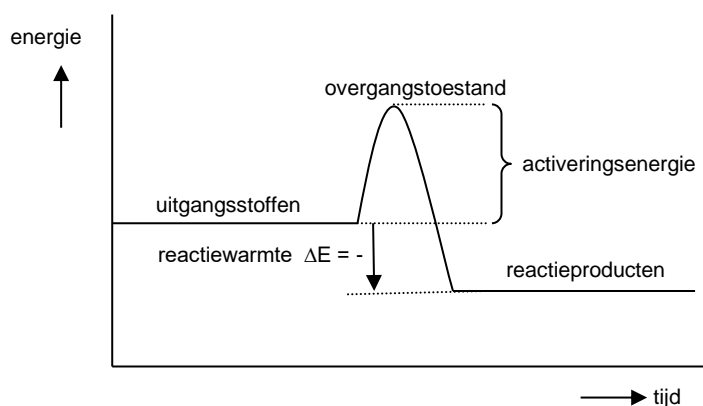 energie
overgangstoestand
activeringsenergie
uitgangsstoffen
reactiewarmte ΔE = -
reactieproducten
tijd